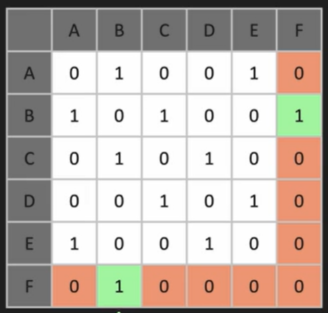 A B C D E F
A 0 1 0 0 1 0
B 1 0 1 0 0 1
C 0 1 0 1 0 0
D 0 0 1 0 1 0
E 1 0 0 1 0 0
F 0 1 0 0 0 0